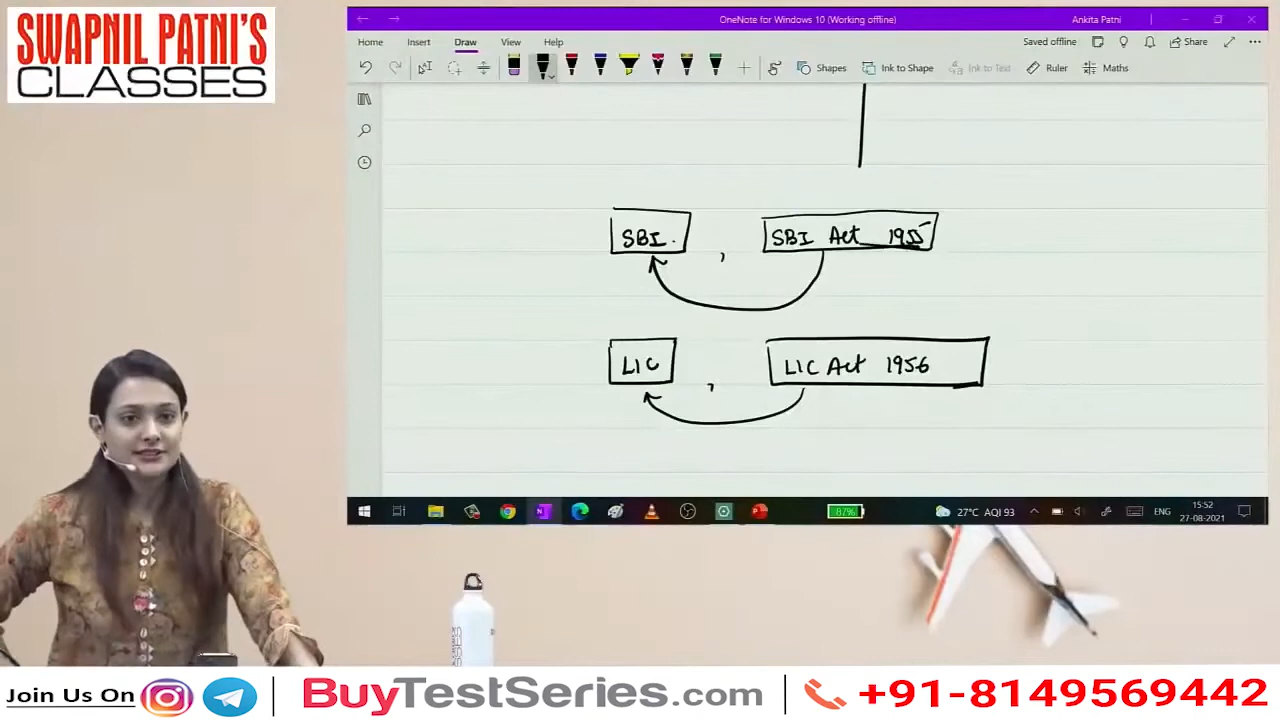 SWAPNIL PATNI'S
CLASSES
OneNote for Windows 10 (Working offline)
Ankita Patni
Home Insert Draw View Help
Saved offline
Share
Shapes
Ink to Shape
Ink to Text
Ruler
Maths
SBI. , SBI Act 1955
LIC , LIC Act 1956
87%
27°C AQI 93
ENG
15:52
27-08-2021
Join Us On
BuyTestSeries.com
+91-8149569442